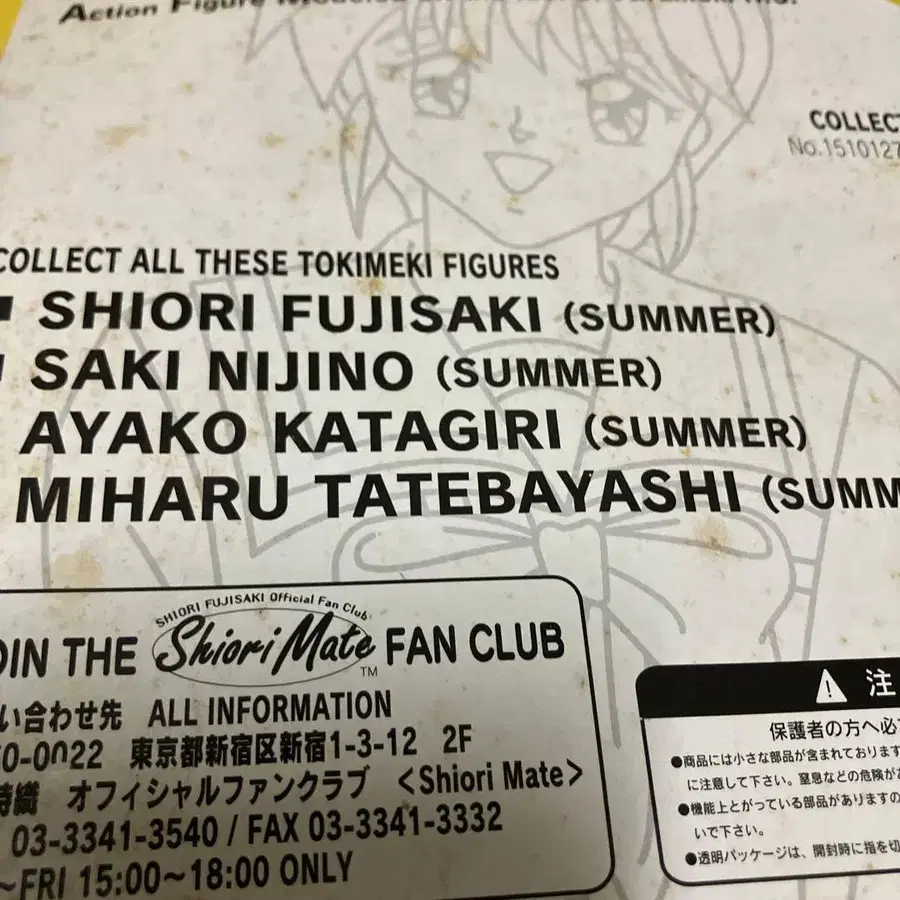 Action Figure
COLLECT
No.1510127
COLLECT ALL THESE TOKIMEKI FIGURES
SHIORI FUJISAKI (SUMMER)
SAKI NIJINO (SUMMER)
AYAKO KATAGIRI (SUMMER)
MIHARU TATEBAYASHI (SUMM
SHIORI FUJISAKI Official Fan Club
OIN THE Shiori Mate TM FAN CLUB
い合わせ先 ALL INFORMATION
0-0022 東京都新宿区新宿1-3-12 2F
織 オフィシャルファンクラブ <Shiori Mate>
03-3341-3540 / FAX 03-3341-3332
~FRI 15:00~18:00 ONLY
注
保護者の方へ必
●商品には小さな部品が含まれております
に注意して下さい。窒息などの危険が
●機能上とがっている部品がありますの
いで下さい。
●透明パッケージは、開封時に指を切